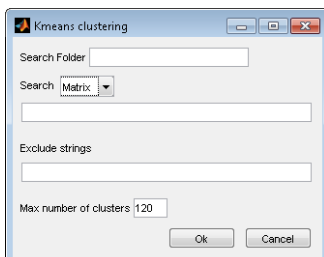 Kmeans clustering
Search Folder
Search Matrix
Exclude strings
Max number of clusters 120
Ok Cancel